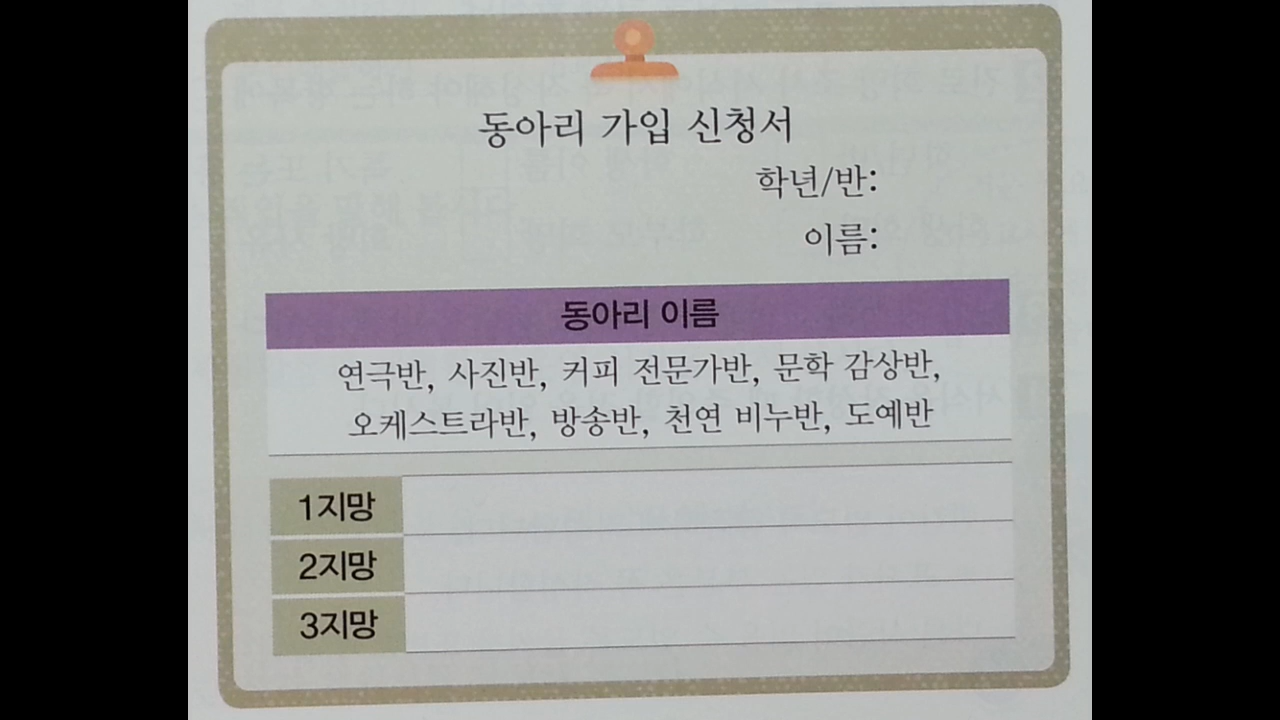 동아리 가입 신청서
학년/반:
이름:
동아리 이름
연극반, 사진반, 커피 전문가반, 문학 감상반,
오케스트라반, 방송반, 천연 비누반, 도예반
1지망
2지망
3지망